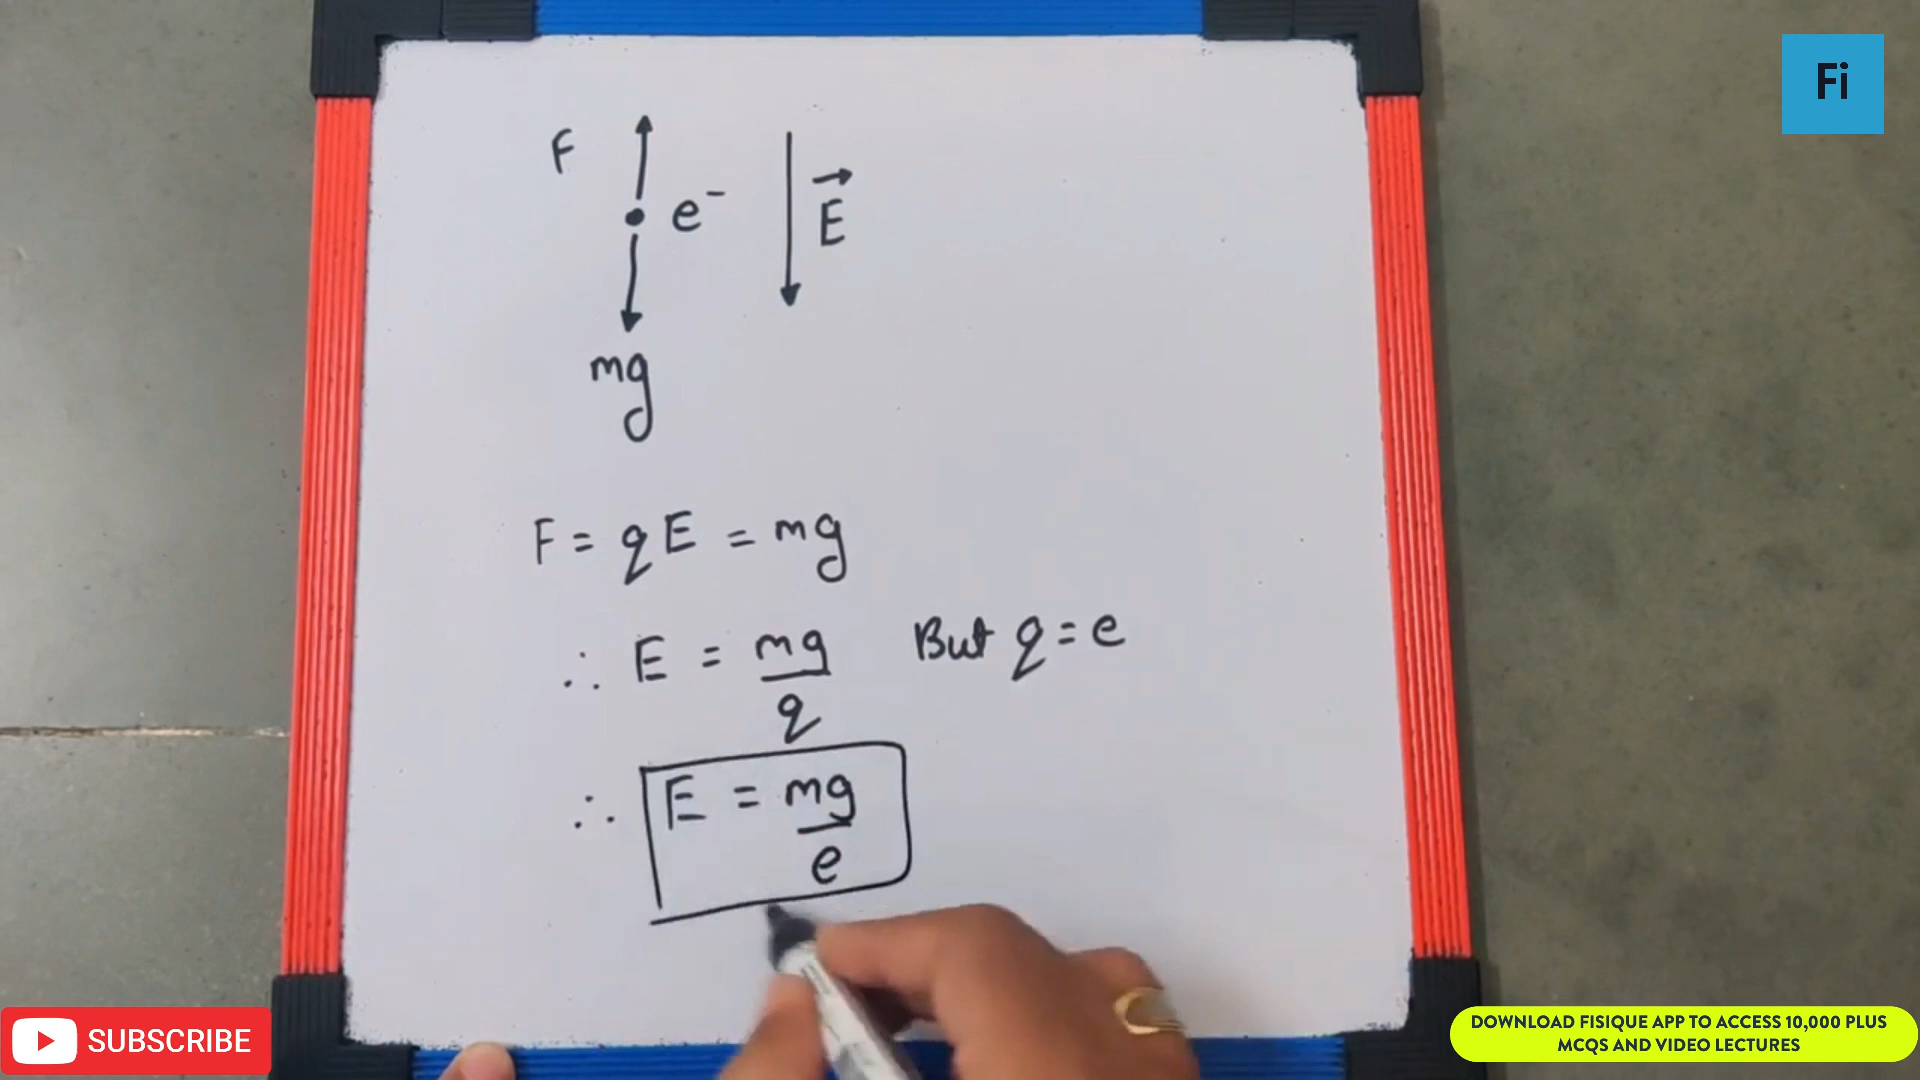 Fi
F
e⁻
E⃗
mg
F = qE = mg
∴ E = mg/q But q = e
∴ E = mg/e
SUBSCRIBE
DOWNLOAD FISIQUE APP TO ACCESS 10,000 PLUS
MCQS AND VIDEO LECTURES